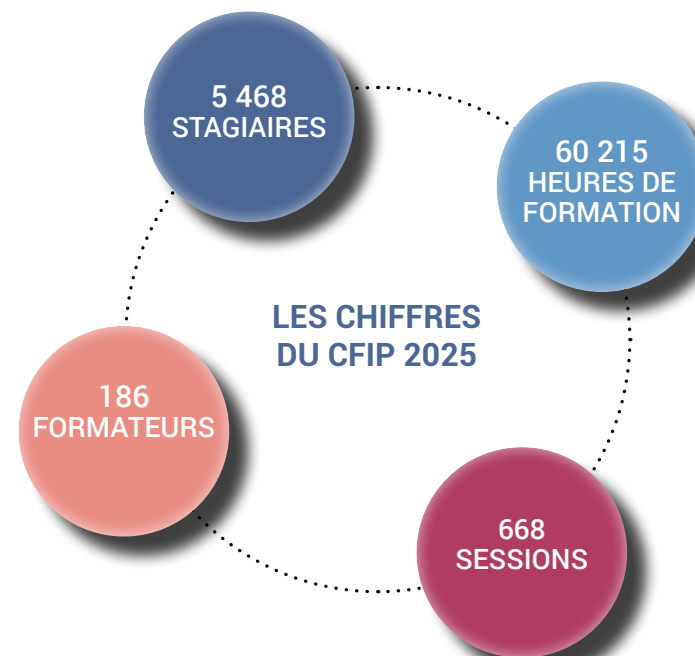 5 468
STAGIAIRES
60 215
HEURES DE
FORMATION
LES CHIFFRES
DU CFIP 2025
186
FORMATEURS
668
SESSIONS